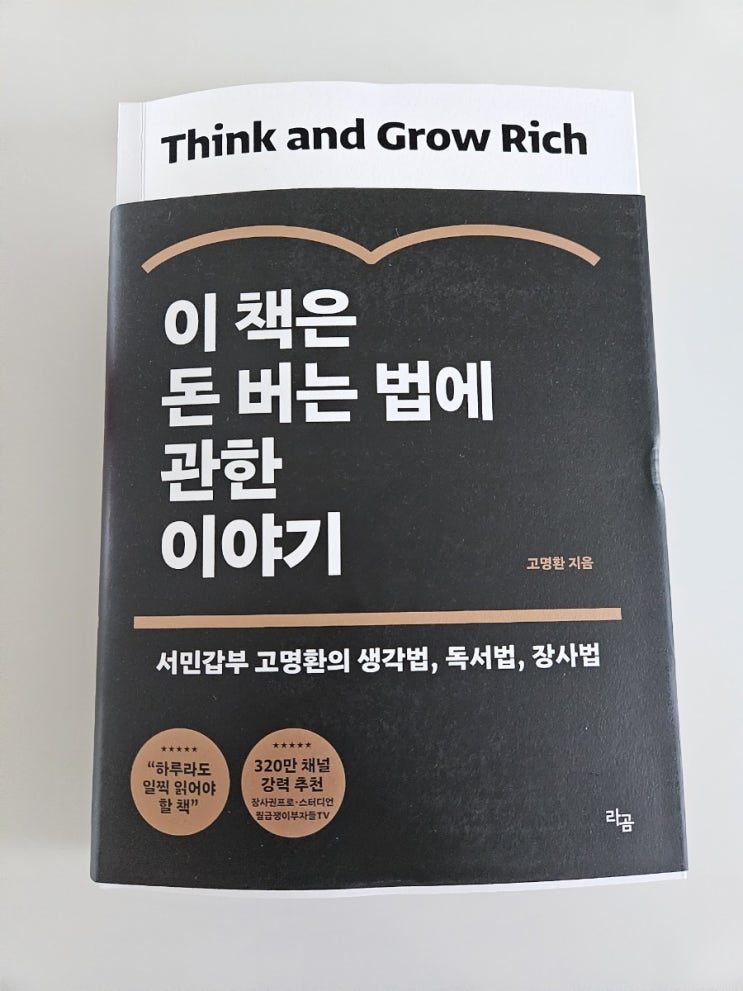 Think and Grow Rich
이 책은
돈 버는 법에
관한
이야기
고명환 지음
서민갑부 고명환의 생각법, 독서법, 장사법
★★★★★
“하루라도
일찍 읽어야
할 책”
★★★★★
320만 채널
강력 추천
장사권프로·스터디언
월급쟁이부자들TV
라곰